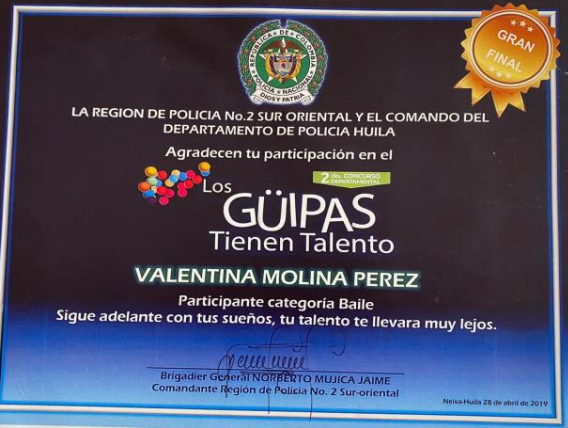 REPUBLICA DE COLOMBIA
POLICIA NACIONAL
DIOS Y PATRIA
GRAN
FINAL
LA REGION DE POLICIA No.2 SUR ORIENTAL Y EL COMANDO DEL
DEPARTAMENTO DE POLICIA HUILA
Agradecen tu participación en el
2 do. CONCURSO
DEPARTAMENTAL
Los
GÜIPAS
Tienen Talento
VALENTINA MOLINA PEREZ
Participante categoría Baile
Sigue adelante con tus sueños, tu talento te llevara muy lejos.
Brigadier General NORBERTO MUJICA JAIME
Comandante Región de Policía No. 2 Sur-oriental
Neiva-Huila 28 de abril de 2019